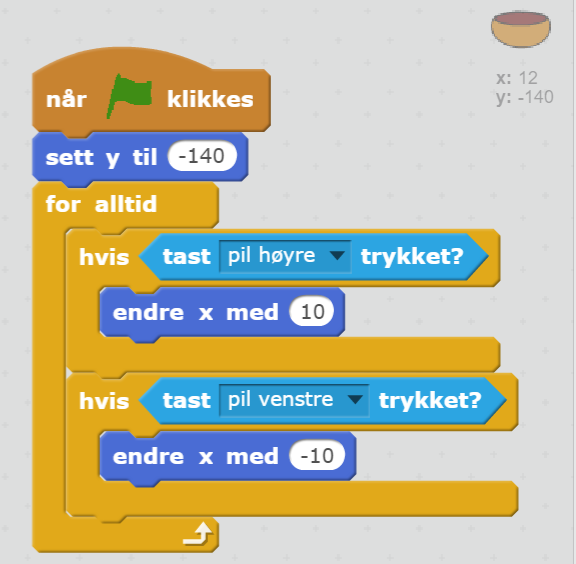 x: 12
y: -140
når klikkes
sett y til -140
for alltid
hvis tast pil høyre trykket?
endre x med 10
hvis tast pil venstre trykket?
endre x med -10